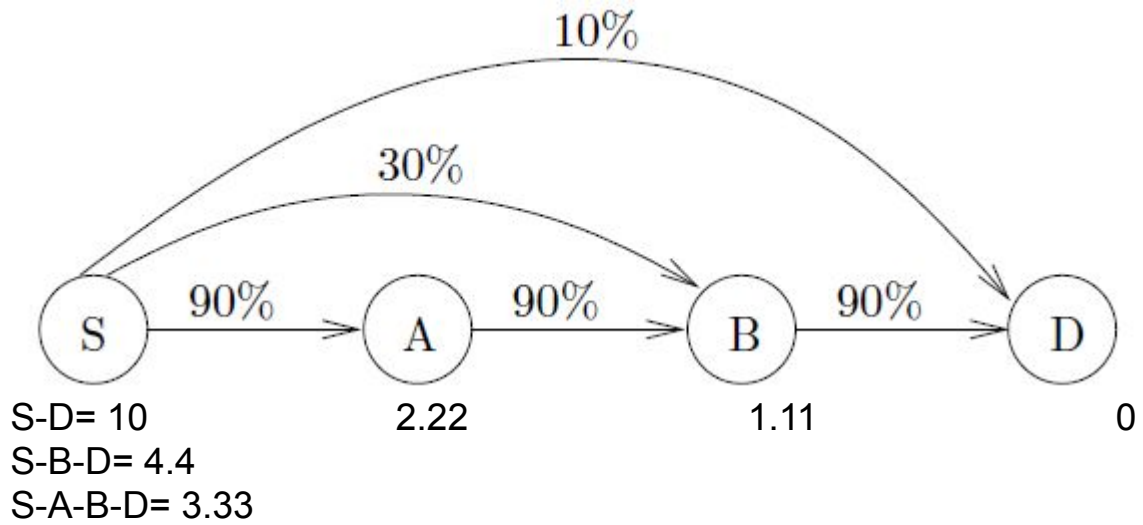 10%
30%
90% 90% 90%
S A B D
S-D= 10 2.22 1.11 0
S-B-D= 4.4
S-A-B-D= 3.33